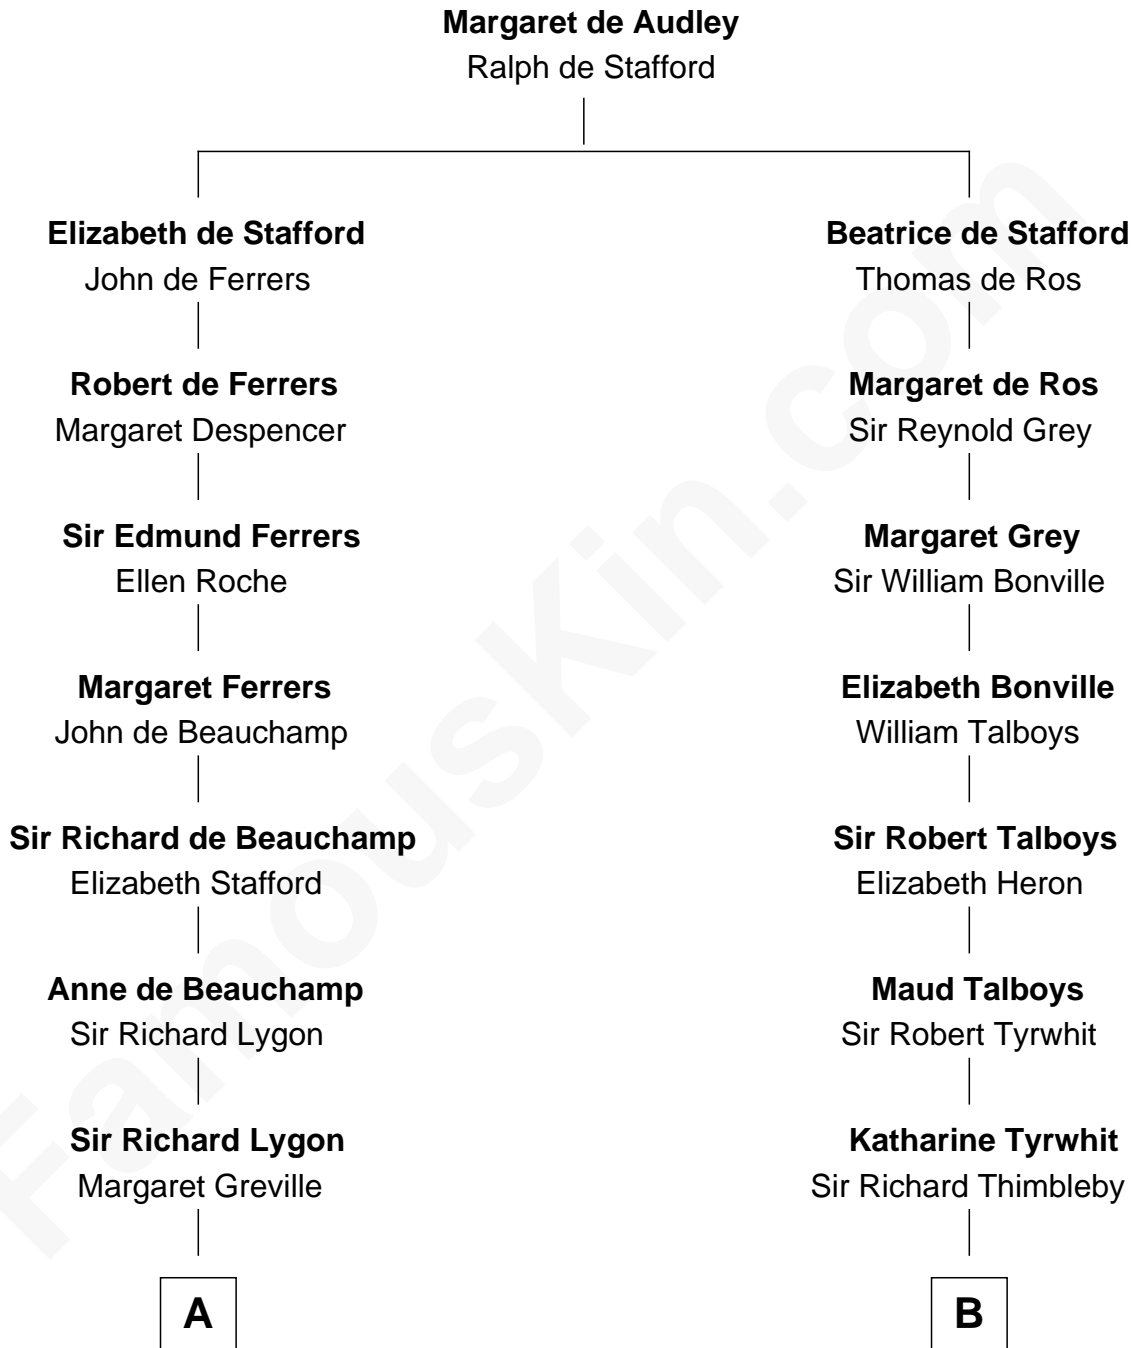 Margaret de Audley
Ralph de Stafford
Elizabeth de Stafford
John de Ferrers
Beatrice de Stafford
Thomas de Ros
Robert de Ferrers
Margaret Despencer
Margaret de Ros
Sir Reynold Grey
Sir Edmund Ferrers
Ellen Roche
Margaret Grey
Sir William Bonville
Margaret Ferrers
John de Beauchamp
Elizabeth Bonville
William Talboys
Sir Richard de Beauchamp
Elizabeth Stafford
Sir Robert Talboys
Elizabeth Heron
Anne de Beauchamp
Sir Richard Lygon
Maud Talboys
Sir Robert Tyrwhit
Sir Richard Lygon
Margaret Greville
Katharine Tyrwhit
Sir Richard Thimbleby
A
B
FamousKin.com